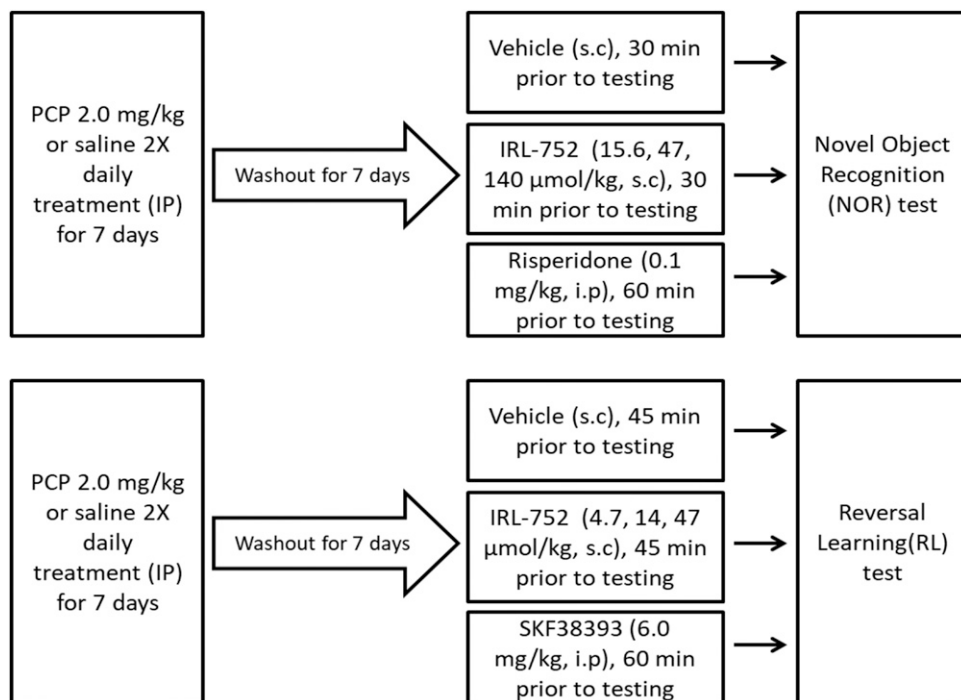 PCP 2.0 mg/kg
or saline 2X
daily
treatment (IP)
for 7 days
Washout for 7 days
Vehicle (s.c), 30 min
prior to testing
IRL-752 (15.6, 47,
140 μmol/kg, s.c), 30
min prior to testing
Risperidone (0.1
mg/kg, i.p), 60 min
prior to testing
Novel Object
Recognition
(NOR) test
PCP 2.0 mg/kg
or saline 2X
daily
treatment (IP)
for 7 days
Washout for 7 days
Vehicle (s.c), 45 min
prior to testing
IRL-752 (4.7, 14, 47
μmol/kg, s.c), 45 min
prior to testing
SKF38393 (6.0
mg/kg, i.p), 60 min
prior to testing
Reversal
Learning(RL)
test